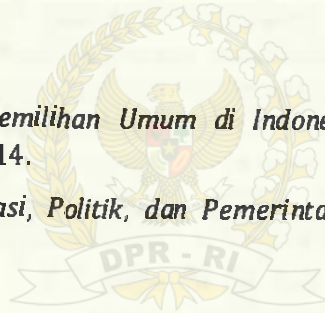 emilihan Umum di Indone
14.
asi, Politik, dan Pemerinta
DPR - RI